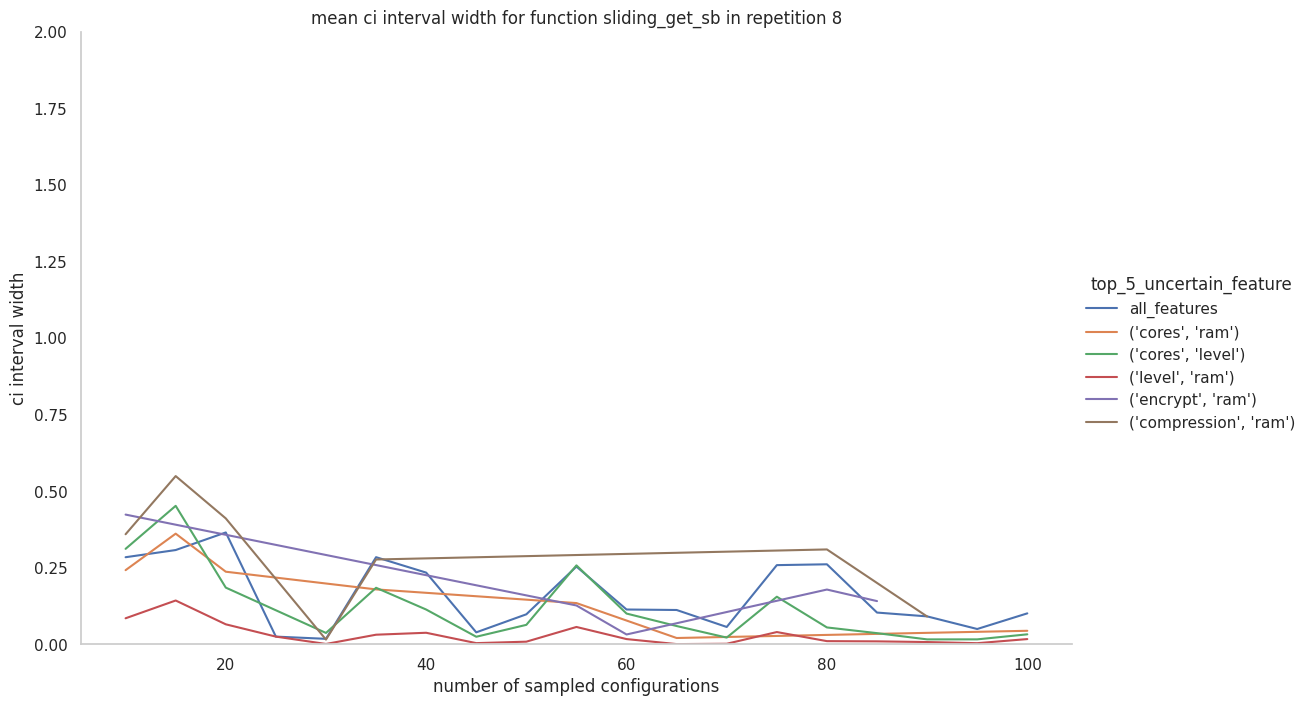 mean ci interval width for function sliding_get_sb in repetition 8
2.00
1.75
1.50
1.25
1.00
0.75
0.50
0.25
0.00
ci interval width
20
40
60
80
100
number of sampled configurations
top_5_uncertain_feature
all_features
('cores', 'ram')
('cores', 'level')
('level', 'ram')
('encrypt', 'ram')
('compression', 'ram')